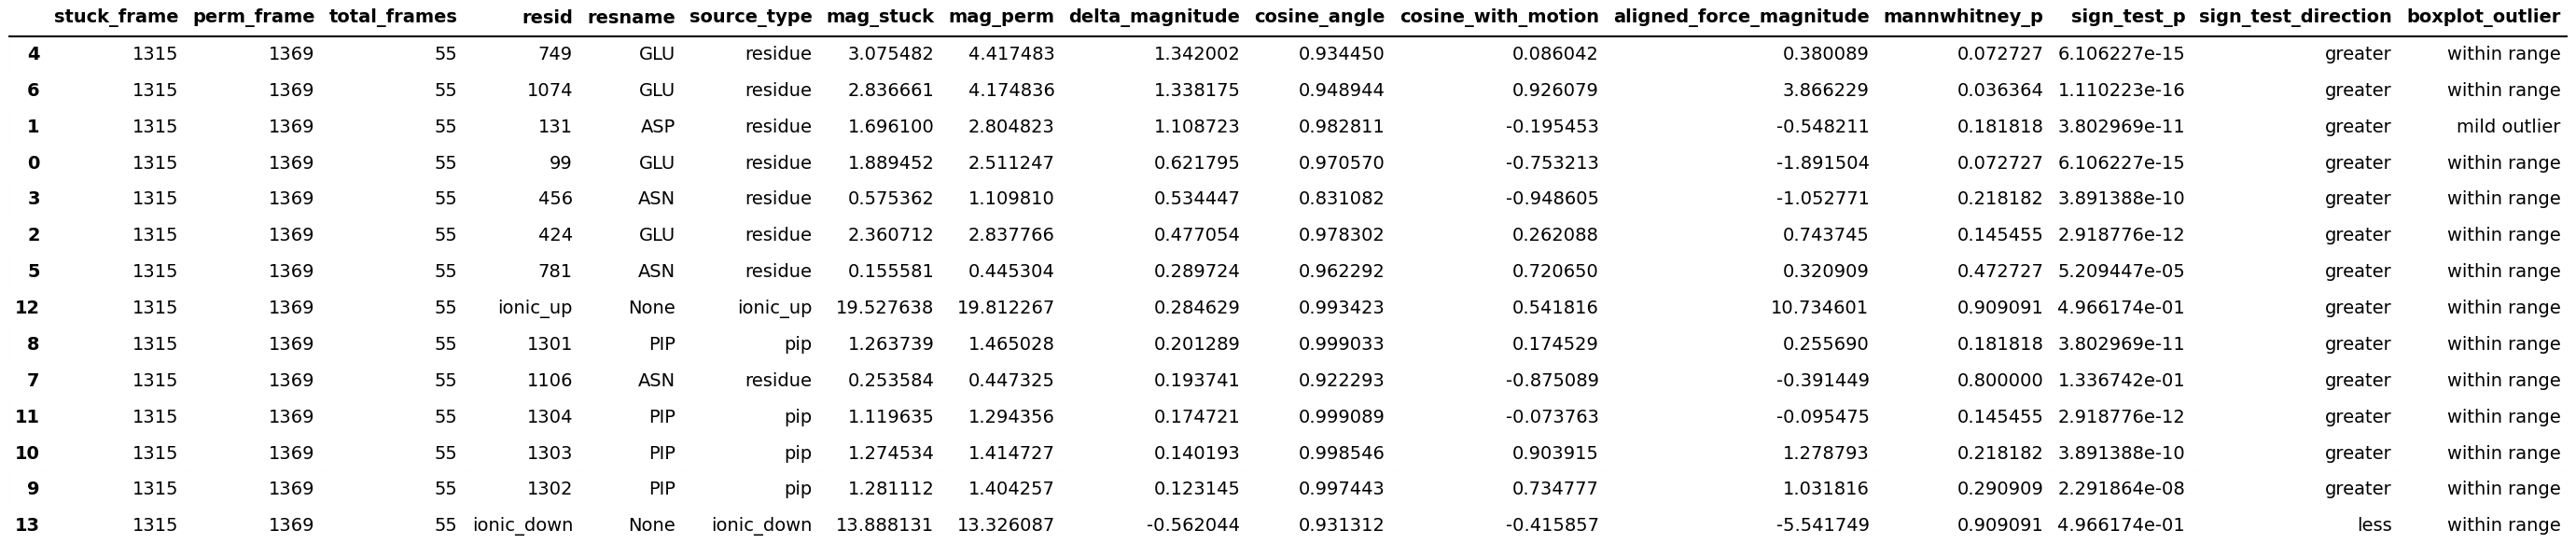 stuck_frame perm_frame total_frames resid resname source_type mag_stuck mag_perm delta_magnitude cosine_angle cosine_with_motion aligned_force_magnitude mannwhitney_p sign_test_p sign_test_direction boxplot_outlier
4 1315 1369 55 749 GLU residue 3.075482 4.417483 1.342002 0.934450 0.086042 0.380089 0.072727 6.106227e-15 greater within range
6 1315 1369 55 1074 GLU residue 2.836661 4.174836 1.338175 0.948944 0.926079 3.866229 0.036364 1.110223e-16 greater within range
1 1315 1369 55 131 ASP residue 1.696100 2.804823 1.108723 0.982811 -0.195453 -0.548211 0.181818 3.802969e-11 greater mild outlier
0 1315 1369 55 99 GLU residue 1.889452 2.511247 0.621795 0.970570 -0.753213 -1.891504 0.072727 6.106227e-15 greater within range
3 1315 1369 55 456 ASN residue 0.575362 1.109810 0.534447 0.831082 -0.948605 -1.052771 0.218182 3.891388e-10 greater within range
2 1315 1369 55 424 GLU residue 2.360712 2.837766 0.477054 0.978302 0.262088 0.743745 0.145455 2.918776e-12 greater within range
5 1315 1369 55 781 ASN residue 0.155581 0.445304 0.289724 0.962292 0.720650 0.320909 0.472727 5.209447e-05 greater within range
12 1315 1369 55 ionic_up None ionic_up 19.527638 19.812267 0.284629 0.993423 0.541816 10.734601 0.909091 4.966174e-01 greater within range
8 1315 1369 55 1301 PIP pip 1.263739 1.465028 0.201289 0.999033 0.174529 0.255690 0.181818 3.802969e-11 greater within range
7 1315 1369 55 1106 ASN residue 0.253584 0.447325 0.193741 0.922293 -0.875089 -0.391449 0.800000 1.336742e-01 greater within range
11 1315 1369 55 1304 PIP pip 1.119635 1.294356 0.174721 0.999089 -0.073763 -0.095475 0.145455 2.918776e-12 greater within range
10 1315 1369 55 1303 PIP pip 1.274534 1.414727 0.140193 0.998546 0.903915 1.278793 0.218182 3.891388e-10 greater within range
9 1315 1369 55 1302 PIP pip 1.281112 1.404257 0.123145 0.997443 0.734777 1.031816 0.290909 2.291864e-08 greater within range
13 1315 1369 55 ionic_down None ionic_down 13.888131 13.326087 -0.562044 0.931312 -0.415857 -5.541749 0.909091 4.966174e-01 less within range